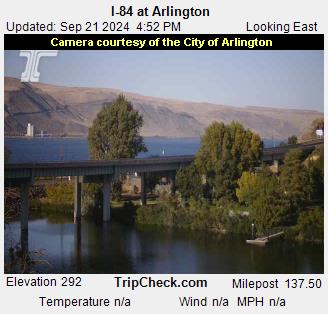 I-84 at Arlington
Updated: Sep 21 2024 4:52 PM Looking East
Camera courtesy of the City of Arlington
Elevation 292 TripCheck.com Milepost 137.50
Temperature n/a Wind n/a MPH n/a